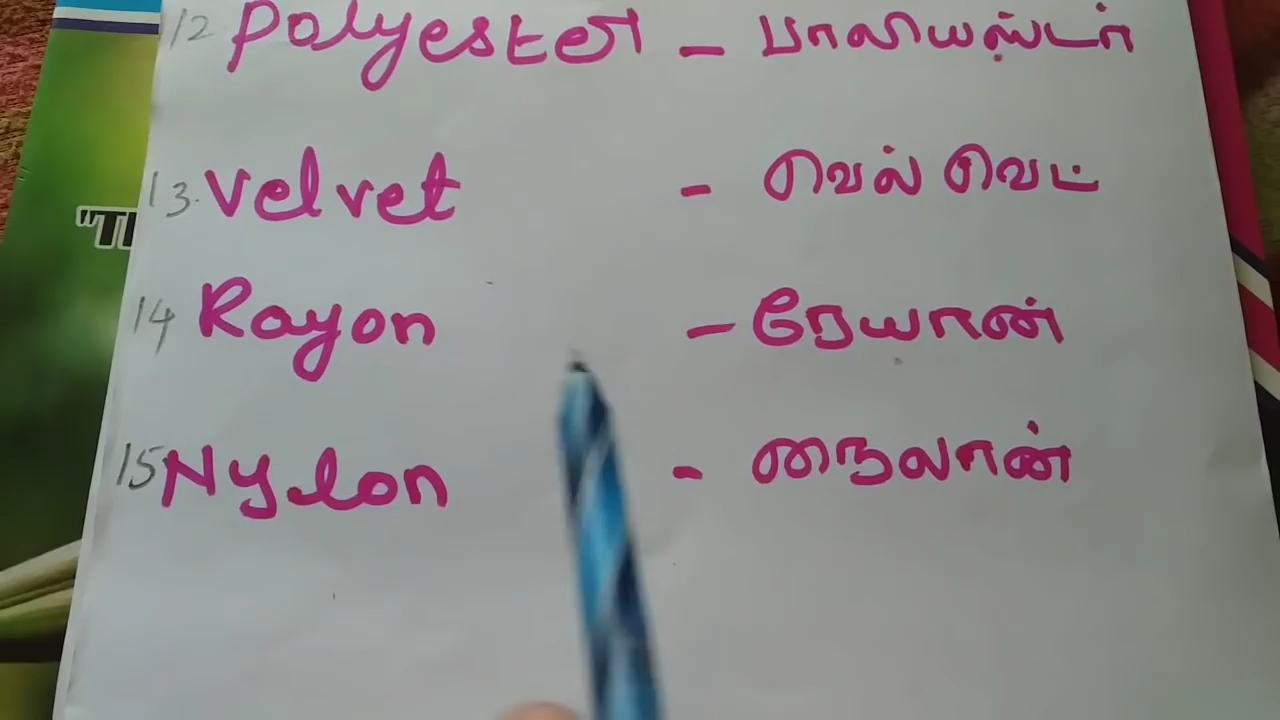 12 Polyester - பாலியஸ்டர்
13. Velvet - வெல் வெட்
14 Rayon - ரேயான்
15 Nylon - நைலான்